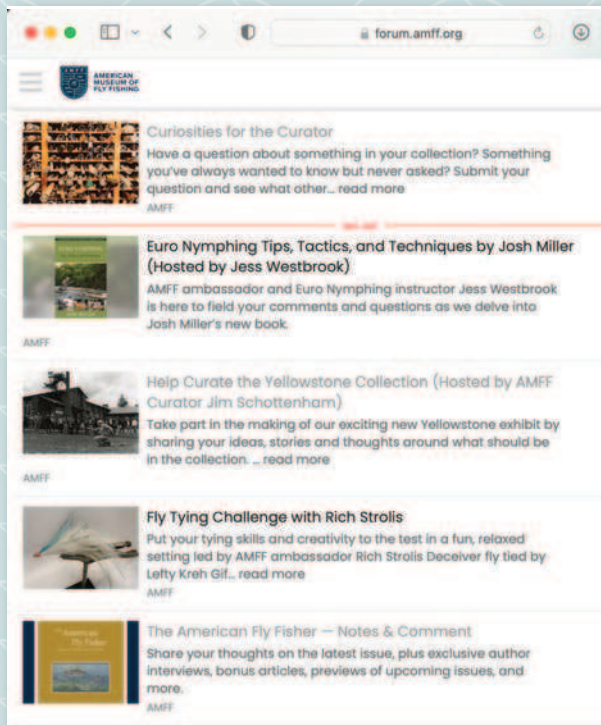 forum.amff.org
AMFF
AMERICAN
MUSEUM OF
FLY FISHING
Curiosities for the Curator
Have a question about something in your collection? Something
you've always wanted to know but never asked? Submit your
question and see what other... read more
AMFF
Euro Nymphing Tips, Tactics, and Techniques by Josh Miller
(Hosted by Jess Westbrook)
AMFF ambassador and Euro Nymphing instructor Jess Westbrook
is here to field your comments and questions as we delve into
Josh Miller's new book.
AMFF
Help Curate the Yellowstone Collection (Hosted by AMFF
Curator Jim Schottenham)
Take part in the making of our exciting new Yellowstone exhibit by
sharing your ideas, stories and thoughts around what should be
in the collection. ... read more
AMFF
Fly Tying Challenge with Rich Strolis
Put your tying skills and creativity to the test in a fun, relaxed
setting led by AMFF ambassador Rich Strolis Deceiver fly tied by
Lefty Kreh Gif... read more
AMFF
American
Fly Fisher
The American Fly Fisher — Notes & Comment
Share your thoughts on the latest issue, plus exclusive author
interviews, bonus articles, previews of upcoming issues, and
more.
AMFF